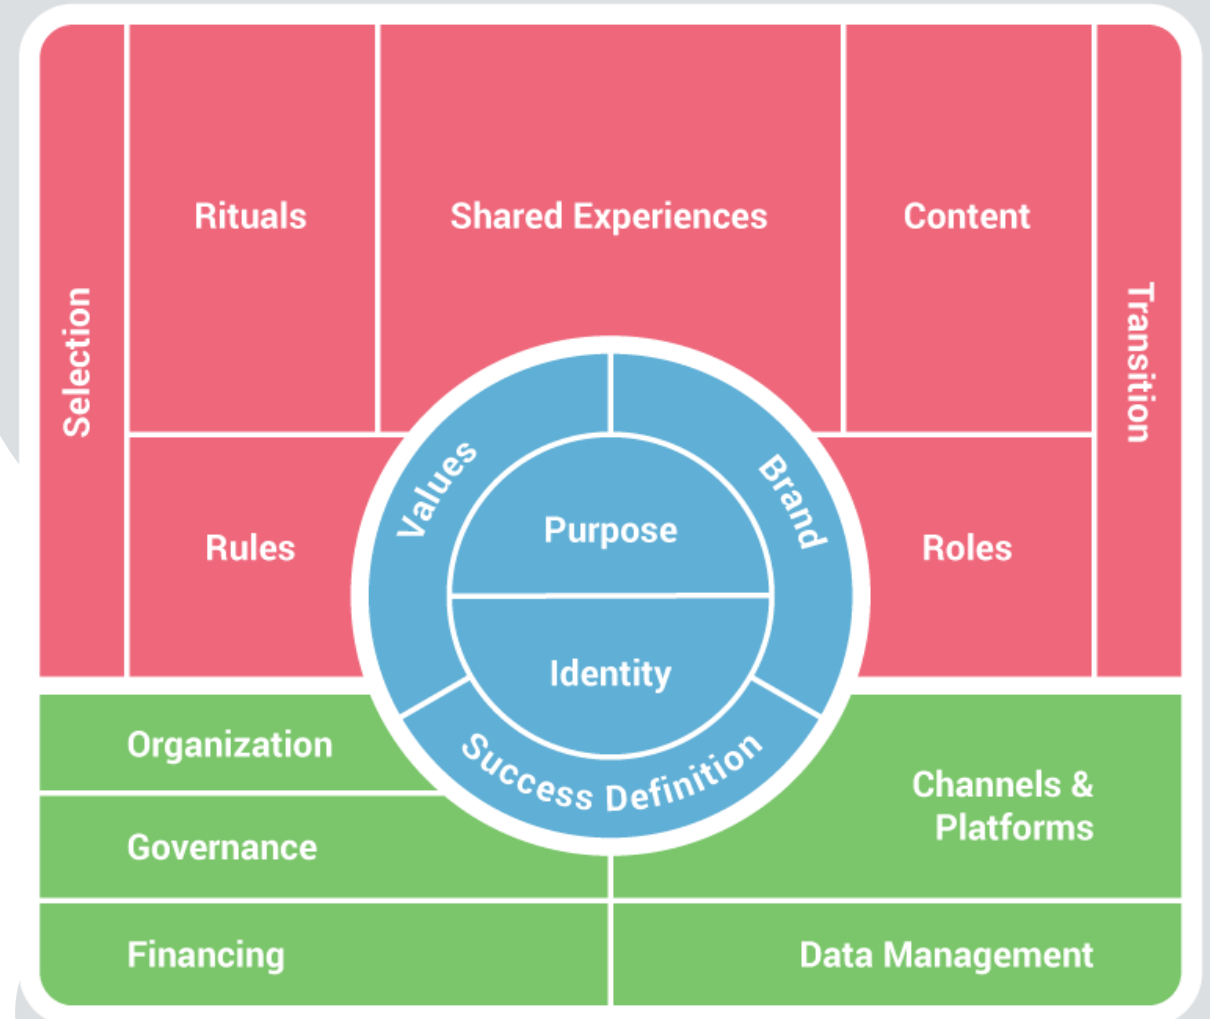 Selection
Rituals
Shared Experiences
Content
Transition
Rules
Values
Brand
Purpose
Identity
Success Definition
Roles
Organization
Governance
Financing
Channels &
Platforms
Data Management